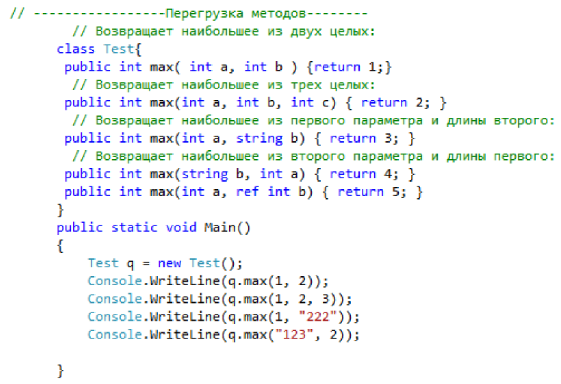 // -----------------Перегрузка методов--------
// Возвращает наибольшее из двух целых:
class Test{
public int max( int a, int b ) {return 1;}
// Возвращает наибольшее из трех целых:
public int max(int a, int b, int c) { return 2; }
// Возвращает наибольшее из первого параметра и длины второго:
public int max(int a, string b) { return 3; }
// Возвращает наибольшее из второго параметра и длины первого:
public int max(string b, int a) { return 4; }
public int max(int a, ref int b) { return 5; }
}
public static void Main()
{
Test q = new Test();
Console.WriteLine(q.max(1, 2));
Console.WriteLine(q.max(1, 2, 3));
Console.WriteLine(q.max(1, "222"));
Console.WriteLine(q.max("123", 2));
}